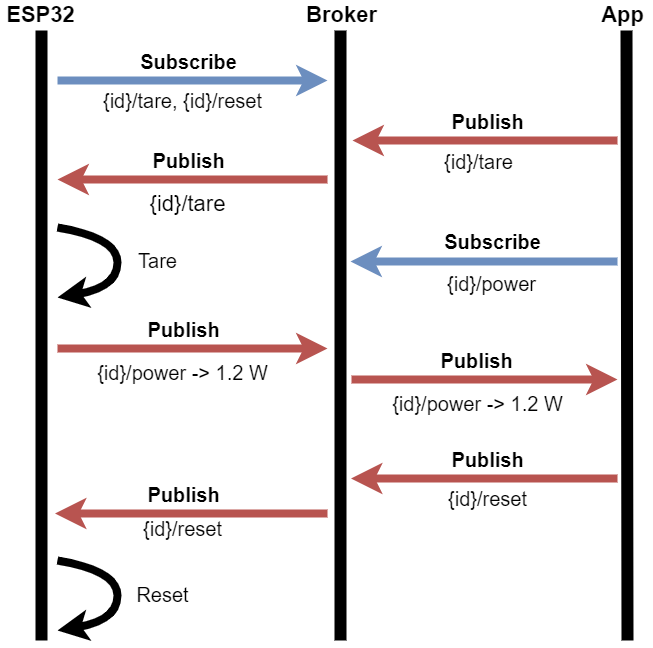 ESP32
Broker
App
Subscribe
{id}/tare, {id}/reset
Publish
{id}/tare
Publish
{id}/tare
Subscribe
{id}/power
Tare
Publish
{id}/power -> 1.2 W
Publish
{id}/power -> 1.2 W
Publish
{id}/reset
Publish
{id}/reset
Reset